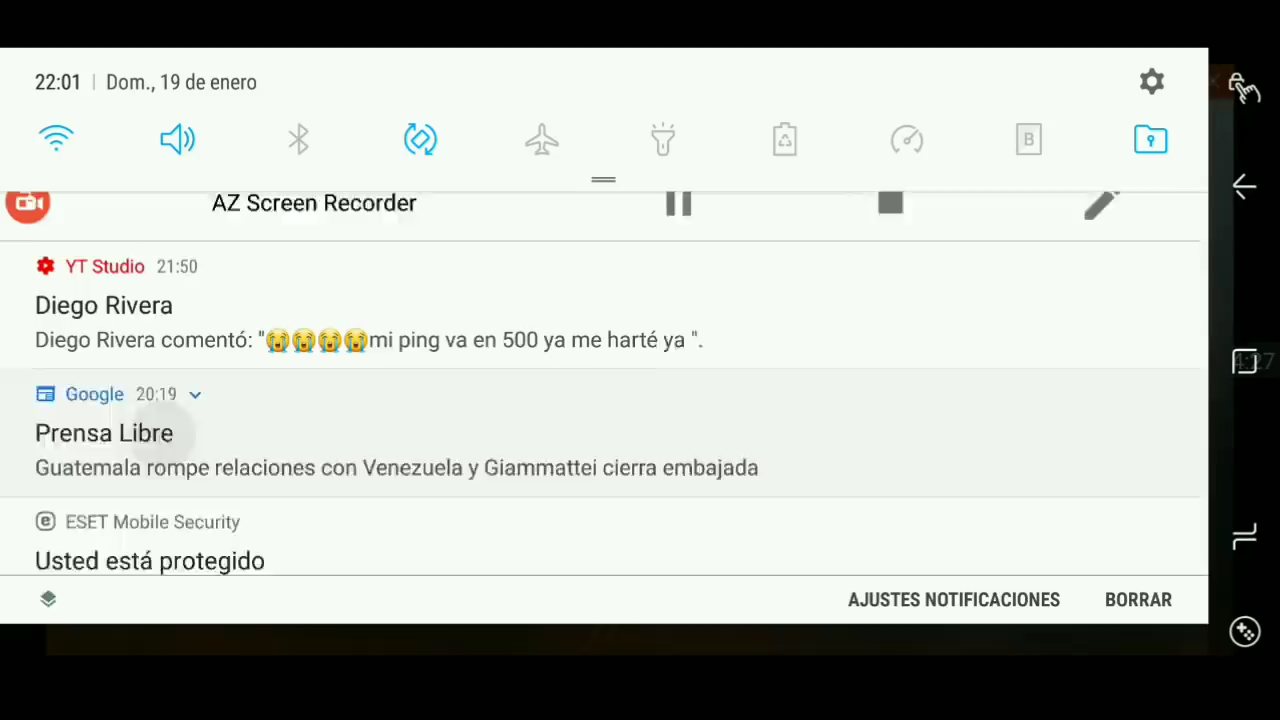 22:01 | Dom., 19 de enero
B
AZ Screen Recorder
YT Studio 21:50
Diego Rivera
Diego Rivera comentó: "😭😭😭😭mi ping va en 500 ya me harté ya ".
Google 20:19
Prensa Libre
Guatemala rompe relaciones con Venezuela y Giammattei cierra embajada
ESET Mobile Security
Usted está protegido
AJUSTES NOTIFICACIONES BORRAR
4:27